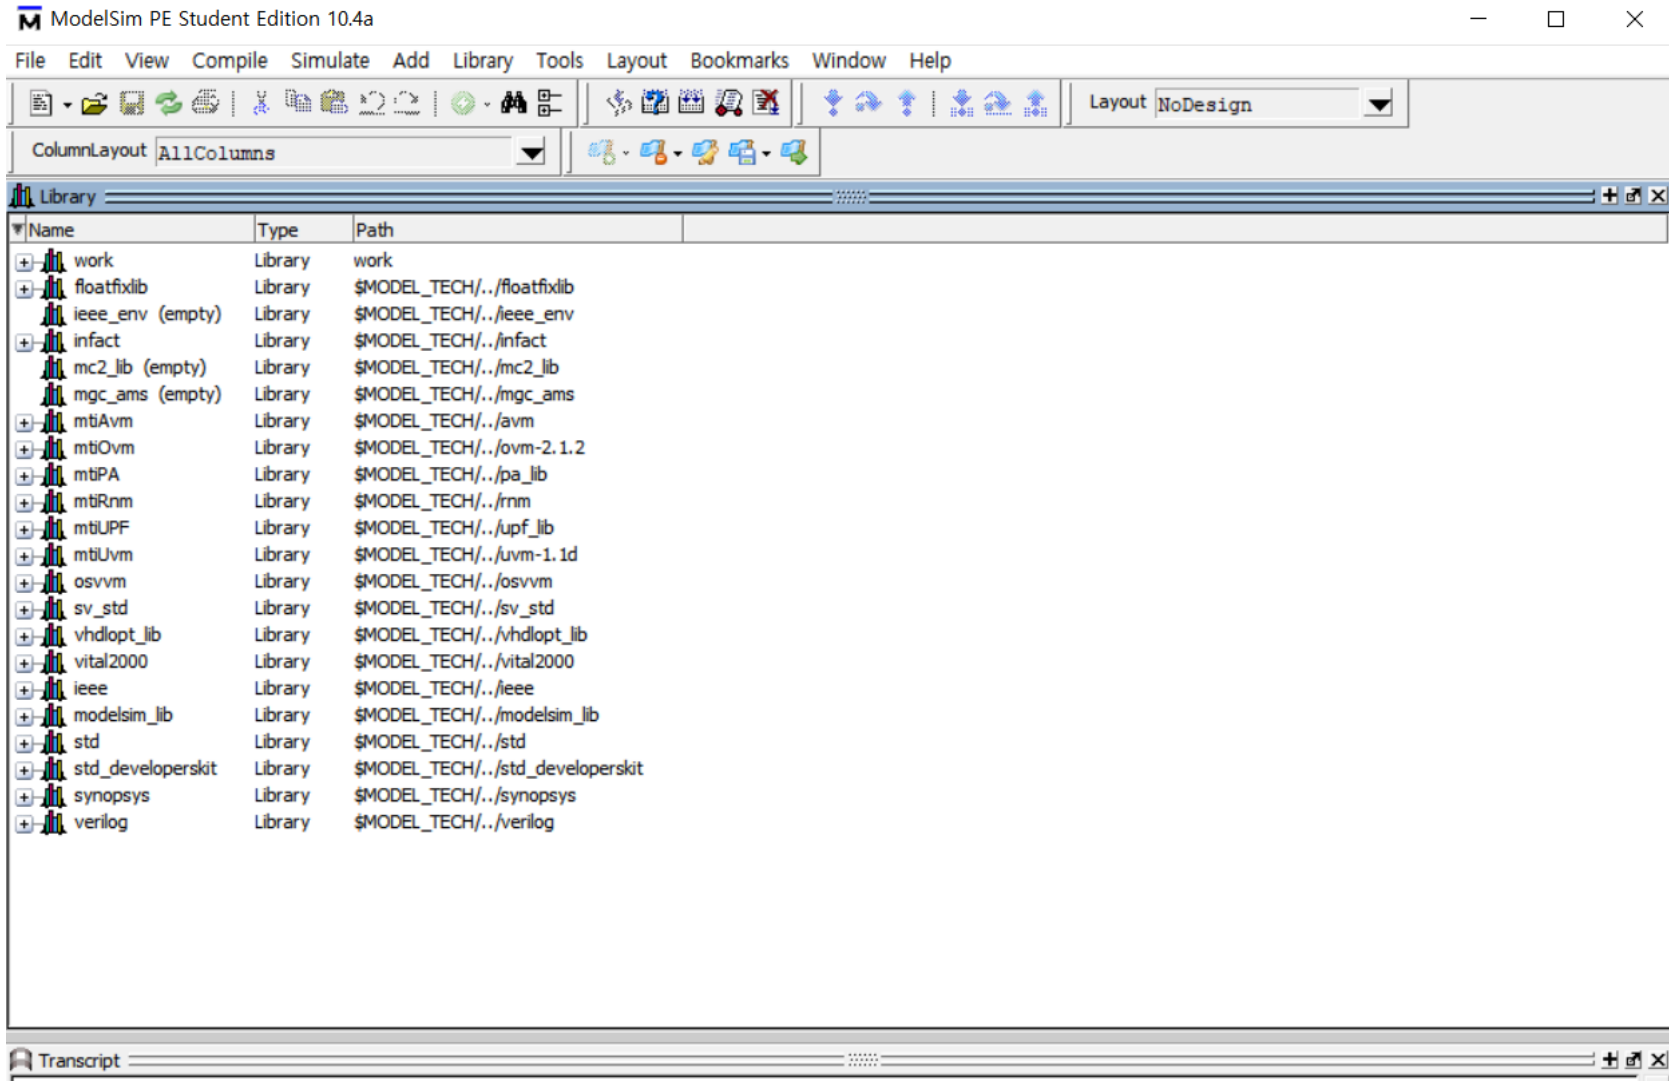 ModelSim PE Student Edition 10.4a
File Edit View Compile Simulate Add Library Tools Layout Bookmarks Window Help
Layout NoDesign
ColumnLayout AllColumns
Library
Name Type Path
work Library work
floatfixlib Library $MODEL_TECH/../floatfixlib
ieee_env (empty) Library $MODEL_TECH/../ieee_env
infact Library $MODEL_TECH/../infact
mc2_lib (empty) Library $MODEL_TECH/../mc2_lib
mgc_ams (empty) Library $MODEL_TECH/../mgc_ams
mtiAvm Library $MODEL_TECH/../avm
mtiOvm Library $MODEL_TECH/../ovm-2.1.2
mtiPA Library $MODEL_TECH/../pa_lib
mtiRnm Library $MODEL_TECH/../rnm
mtiUPF Library $MODEL_TECH/../upf_lib
mtiUvm Library $MODEL_TECH/../uvm-1.1d
osvvm Library $MODEL_TECH/../osvvm
sv_std Library $MODEL_TECH/../sv_std
vhdlopt_lib Library $MODEL_TECH/../vhdlopt_lib
vital2000 Library $MODEL_TECH/../vital2000
ieee Library $MODEL_TECH/../ieee
modelsim_lib Library $MODEL_TECH/../modelsim_lib
std Library $MODEL_TECH/../std
std_developerskit Library $MODEL_TECH/../std_developerskit
synopsys Library $MODEL_TECH/../synopsys
verilog Library $MODEL_TECH/../verilog
Transcript